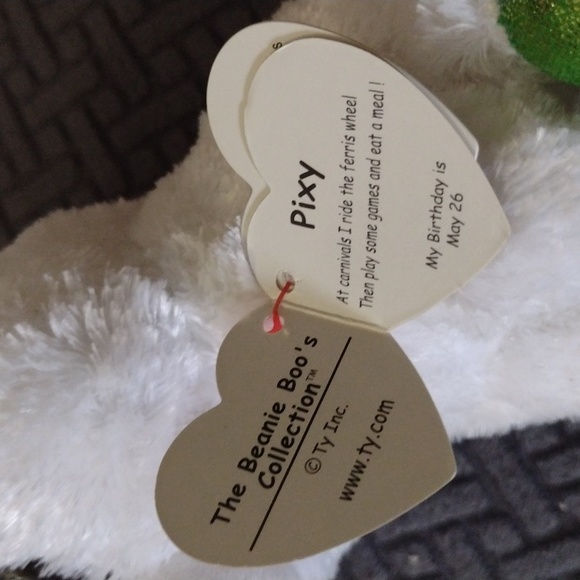 The Beanie Boo's
Collection™
© Ty Inc.
www.ty.com
Pixy
At carnivals I ride the ferris wheel
Then play some games and eat a meal !
My Birthday is
May 26
s